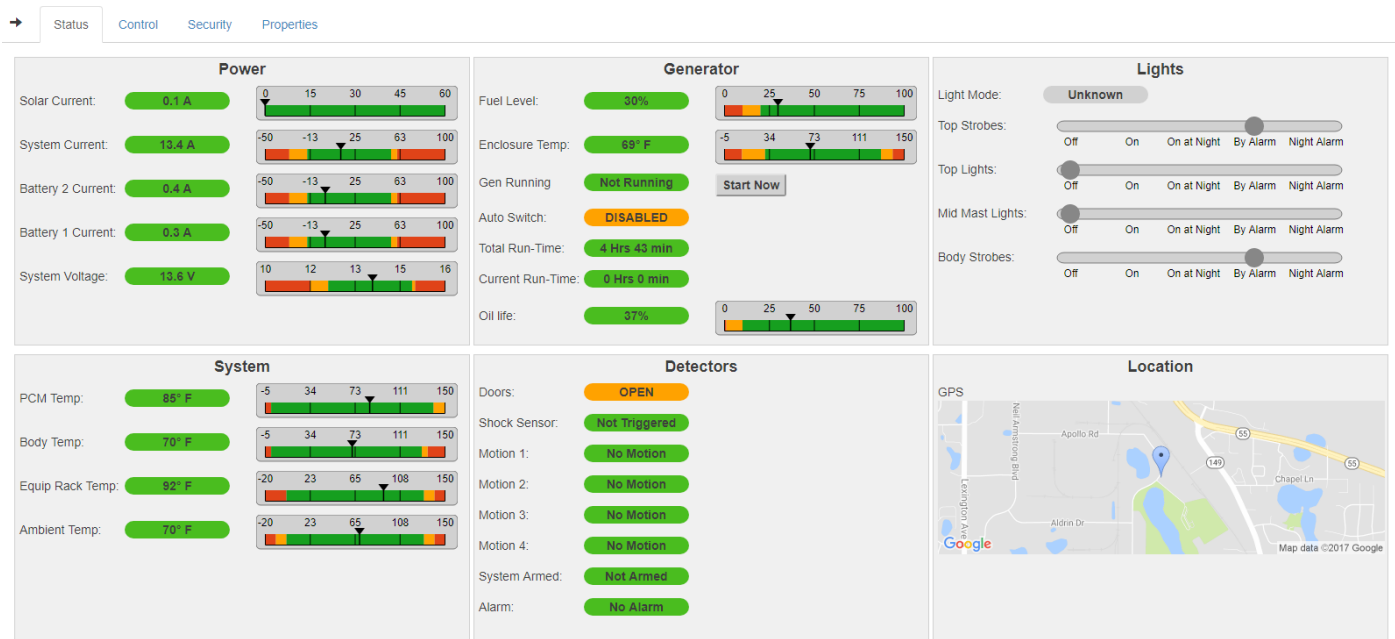 Status Control Security Properties
Power
Solar Current: 0.1 A 0 15 30 45 60
System Current: 13.4 A -50 -13 25 63 100
Battery 2 Current: 0.4 A -50 -13 25 63 100
Battery 1 Current: 0.3 A -50 -13 25 63 100
System Voltage: 13.6 V 10 12 13 15 16
Generator
Fuel Level: 30% 0 25 50 75 100
Enclosure Temp: 69° F -5 34 73 111 150
Gen Running Not Running Start Now
Auto Switch: DISABLED
Total Run-Time: 4 Hrs 43 min
Current Run-Time: 0 Hrs 0 min
Oil life: 37% 0 25 50 75 100
Lights
Light Mode: Unknown
Top Strobes:
Off On On at Night By Alarm Night Alarm
Top Lights:
Off On On at Night By Alarm Night Alarm
Mid Mast Lights:
Off On On at Night By Alarm Night Alarm
Body Strobes:
Off On On at Night By Alarm Night Alarm
System
PCM Temp: 85° F -5 34 73 111 150
Body Temp: 70° F -5 34 73 111 150
Equip Rack Temp: 92° F -20 23 65 108 150
Ambient Temp: 70° F -20 23 65 108 150
Detectors
Doors: OPEN
Shock Sensor: Not Triggered
Motion 1: No Motion
Motion 2: No Motion
Motion 3: No Motion
Motion 4: No Motion
System Armed: Not Armed
Alarm: No Alarm
Location
GPS
Neil Armstrong Blvd
Apollo Rd
55
149
55
Chapel Ln
Lexington Ave
Aldrin Dr
Google
Map data ©2017 Google